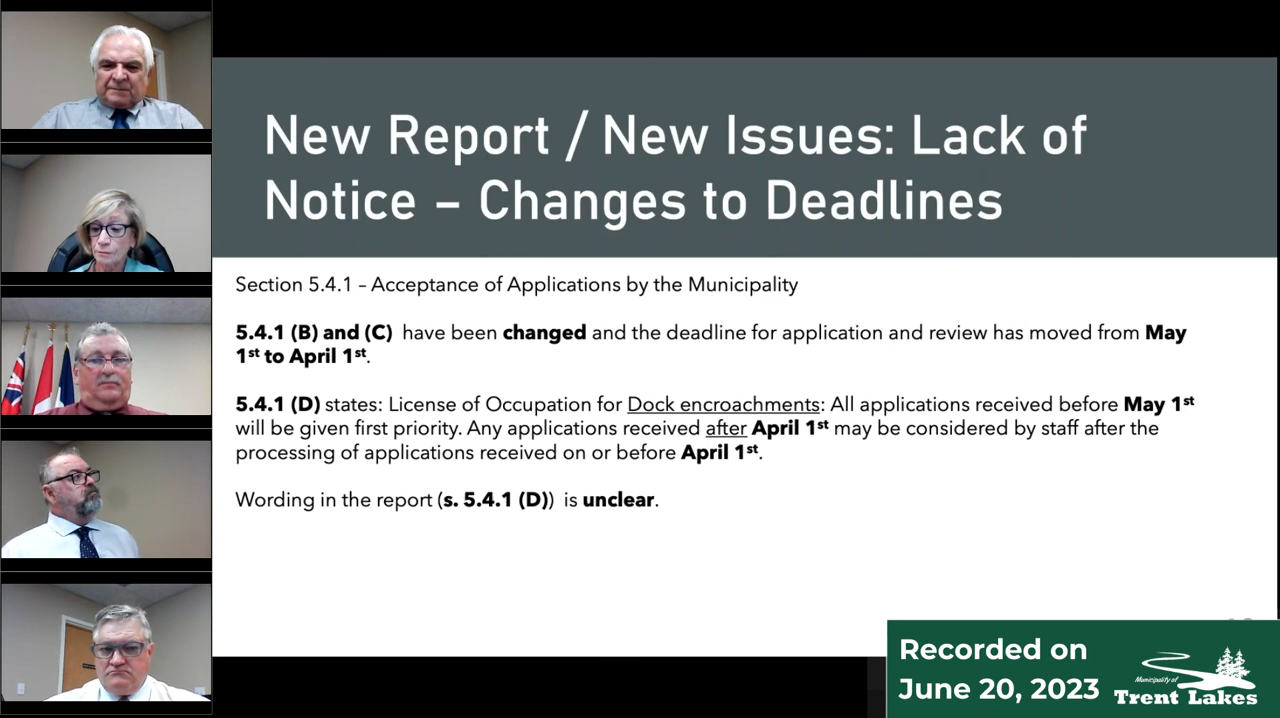 New Report / New Issues: Lack of
Notice – Changes to Deadlines
Section 5.4.1 – Acceptance of Applications by the Municipality
5.4.1 (B) and (C)  have been changed and the deadline for application and review has moved from May
1st to April 1st.
5.4.1 (D) states: License of Occupation for Dock encroachments: All applications received before May 1st
will be given first priority. Any applications received after April 1st may be considered by staff after the
processing of applications received on or before April 1st.
Wording in the report (s. 5.4.1 (D))  is unclear.
Recorded on
June 20, 2023
Municipality of
Trent Lakes